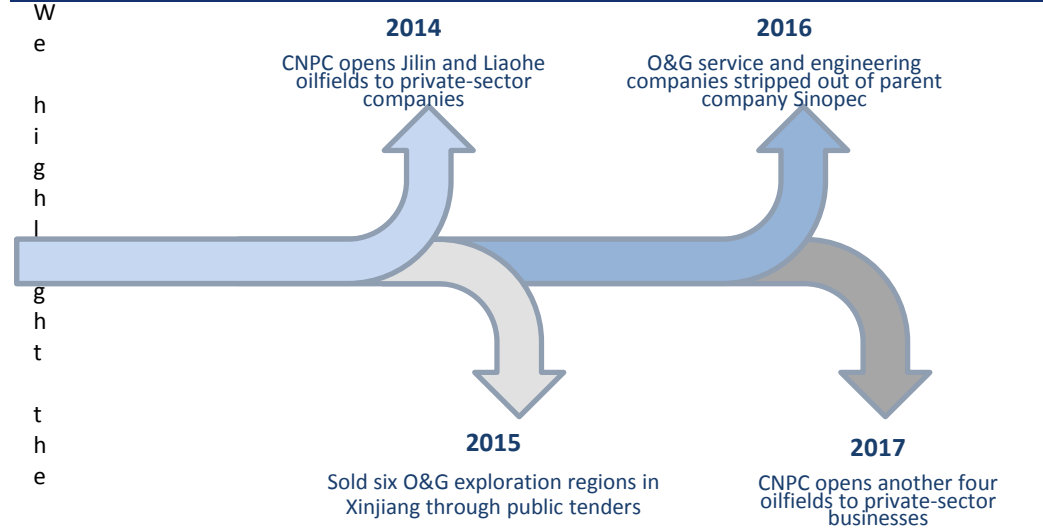 W
e
h
i
g
h
l
g
h
t
t
h
e
2014
CNPC opens Jilin and Liaohe
oilfields to private-sector
companies
2016
O&G service and engineering
companies stripped out of parent
company Sinopec
2015
Sold six O&G exploration regions in
Xinjiang through public tenders
2017
CNPC opens another four
oilfields to private-sector
businesses